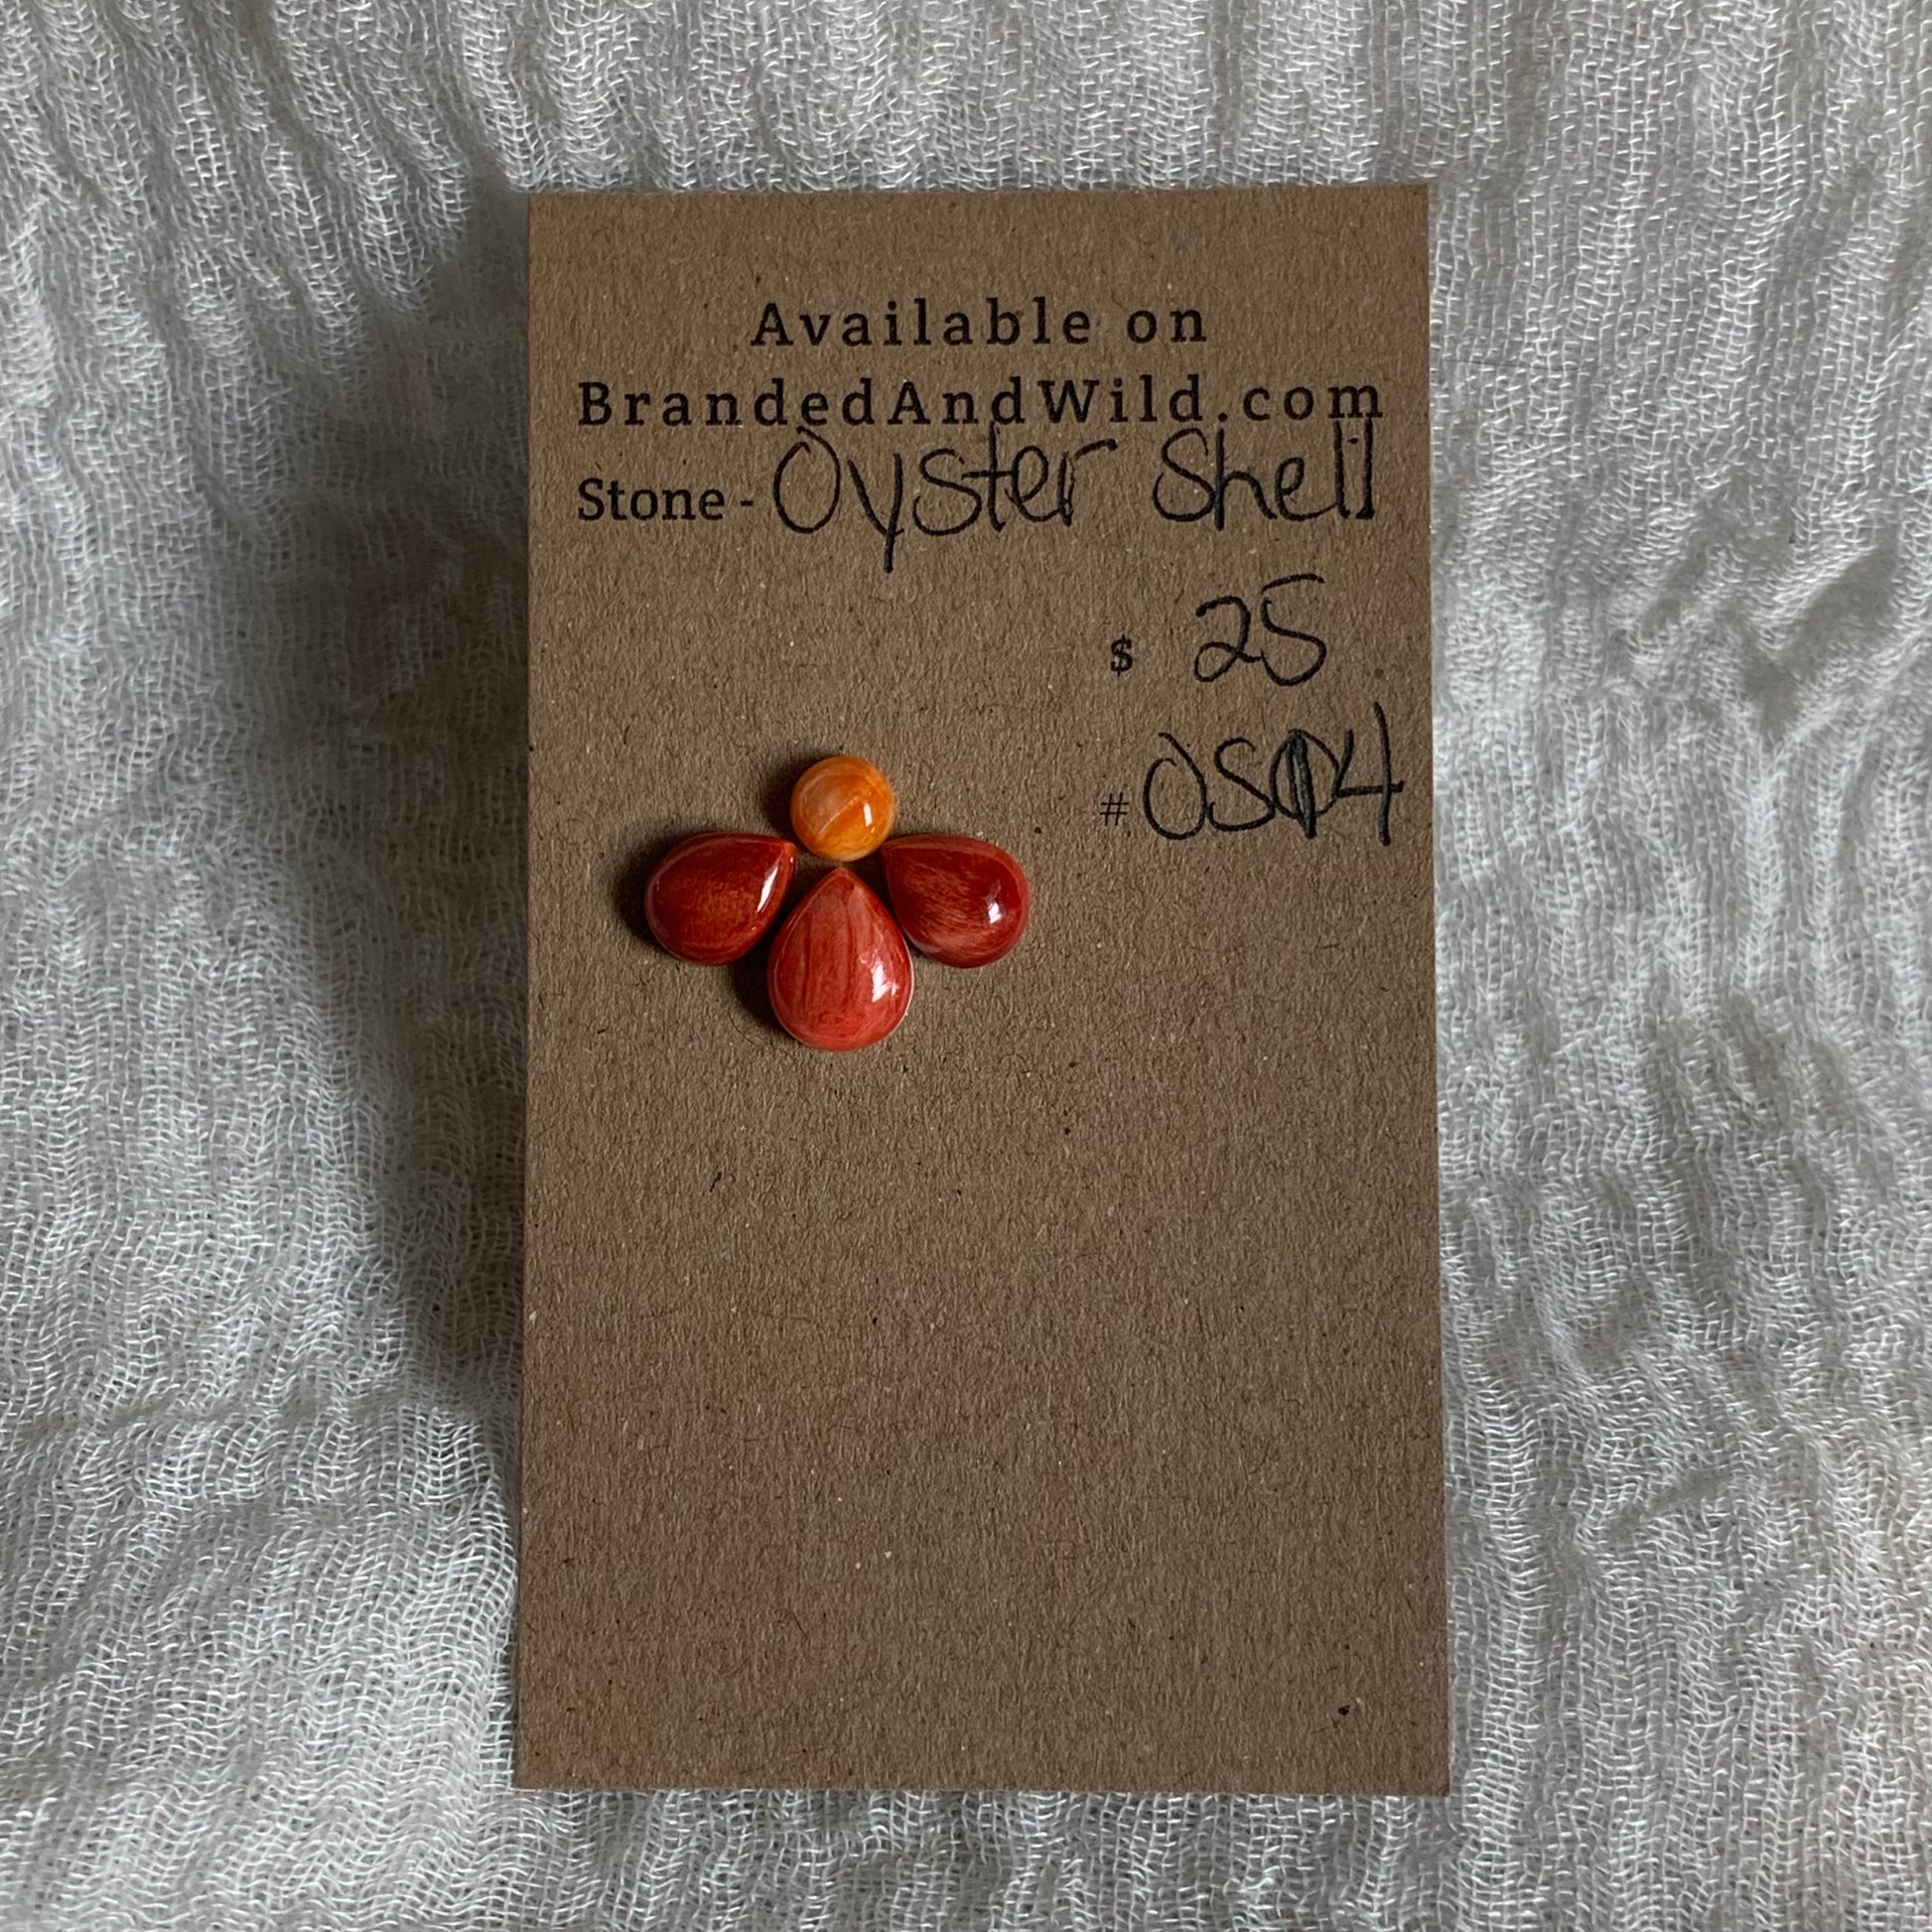 Available on
BrandedAndWild.com
Stone - Oyster Shell
$ 25
#